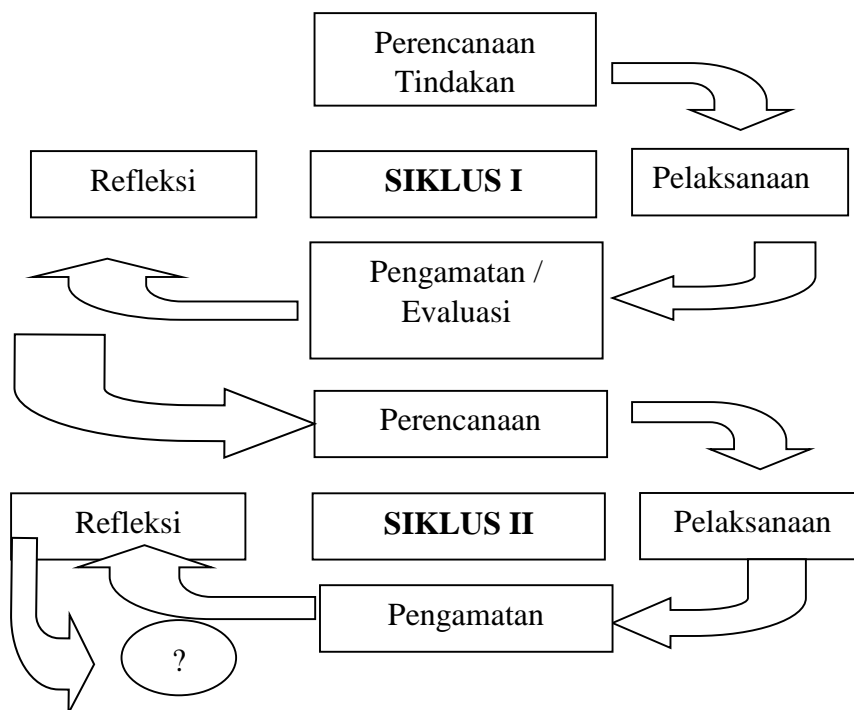 Perencanaan
Tindakan
Refleksi
SIKLUS I
Pelaksanaan
Pengamatan /
Evaluasi
Perencanaan
Refleksi
SIKLUS II
Pelaksanaan
Pengamatan
?